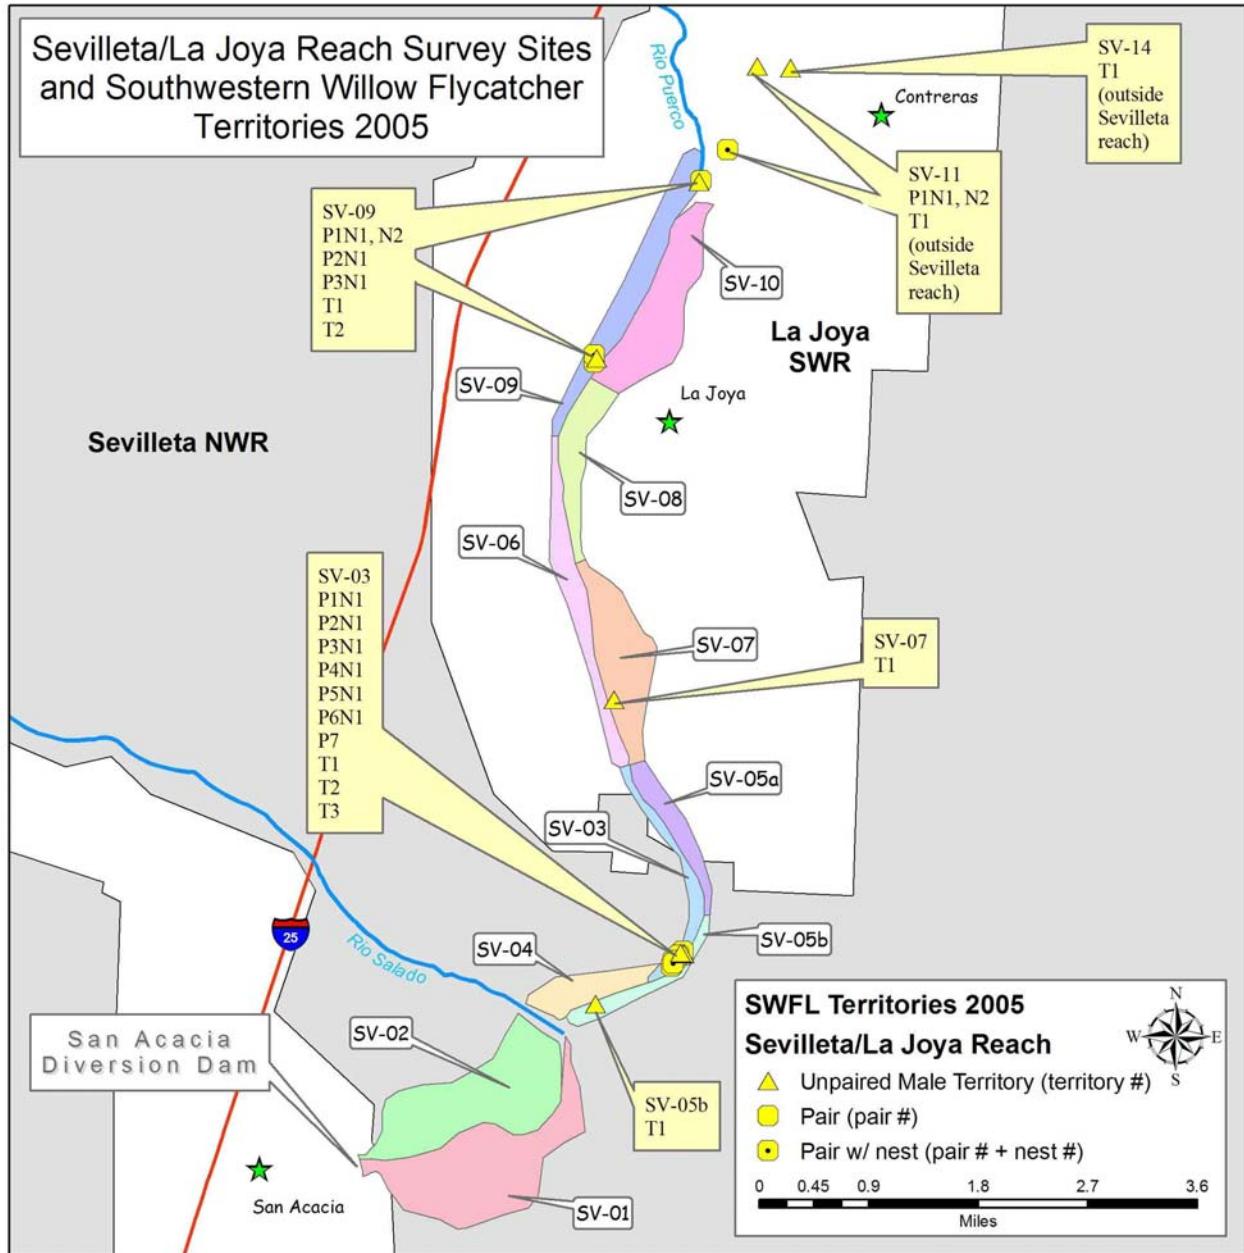 Sevilleta/La Joya Reach Survey Sites
and Southwestern Willow Flycatcher
Territories 2005
Rio Puerco
Contreras
SV-14
T1
(outside
Sevilleta
reach)
SV-11
P1N1, N2
T1
(outside
Sevilleta
reach)
SV-09
P1N1, N2
P2N1
P3N1
T1
T2
SV-10
La Joya
SWR
SV-09
La Joya
Sevilleta NWR
SV-08
SV-06
SV-03
P1N1
P2N1
P3N1
P4N1
P5N1
P6N1
P7
T1
T2
T3
SV-07
SV-07
T1
SV-05a
SV-03
25
SV-05b
SV-04
Rio Salado
San Acacia
Diversion Dam
SV-02
SV-05b
T1
San Acacia
SV-01
SWFL Territories 2005
Sevilleta/La Joya Reach
N
W
E
S
Unpaired Male Territory (territory #)
Pair (pair #)
Pair w/ nest (pair # + nest #)
0 0.45 0.9 1.8 2.7 3.6
Miles